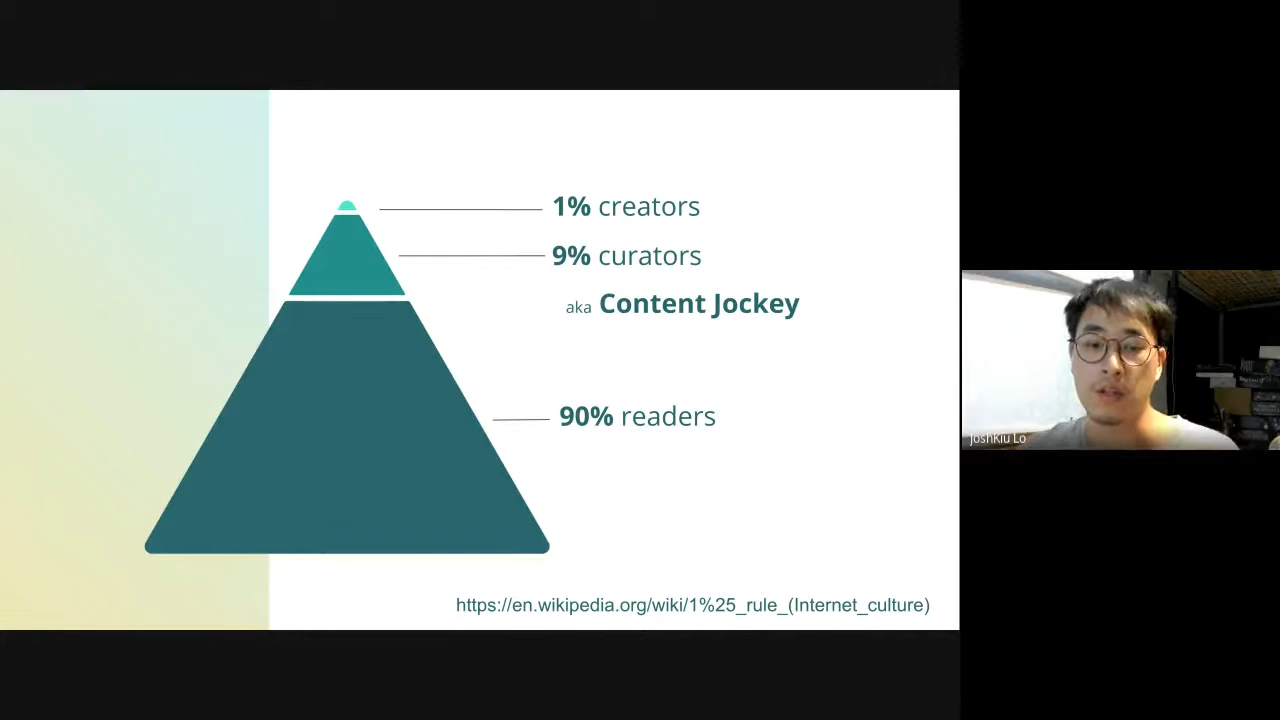 1% creators
9% curators
aka Content Jockey
90% readers
https://en.wikipedia.org/wiki/1%25_rule_(Internet_culture)
JoshKiu Lo